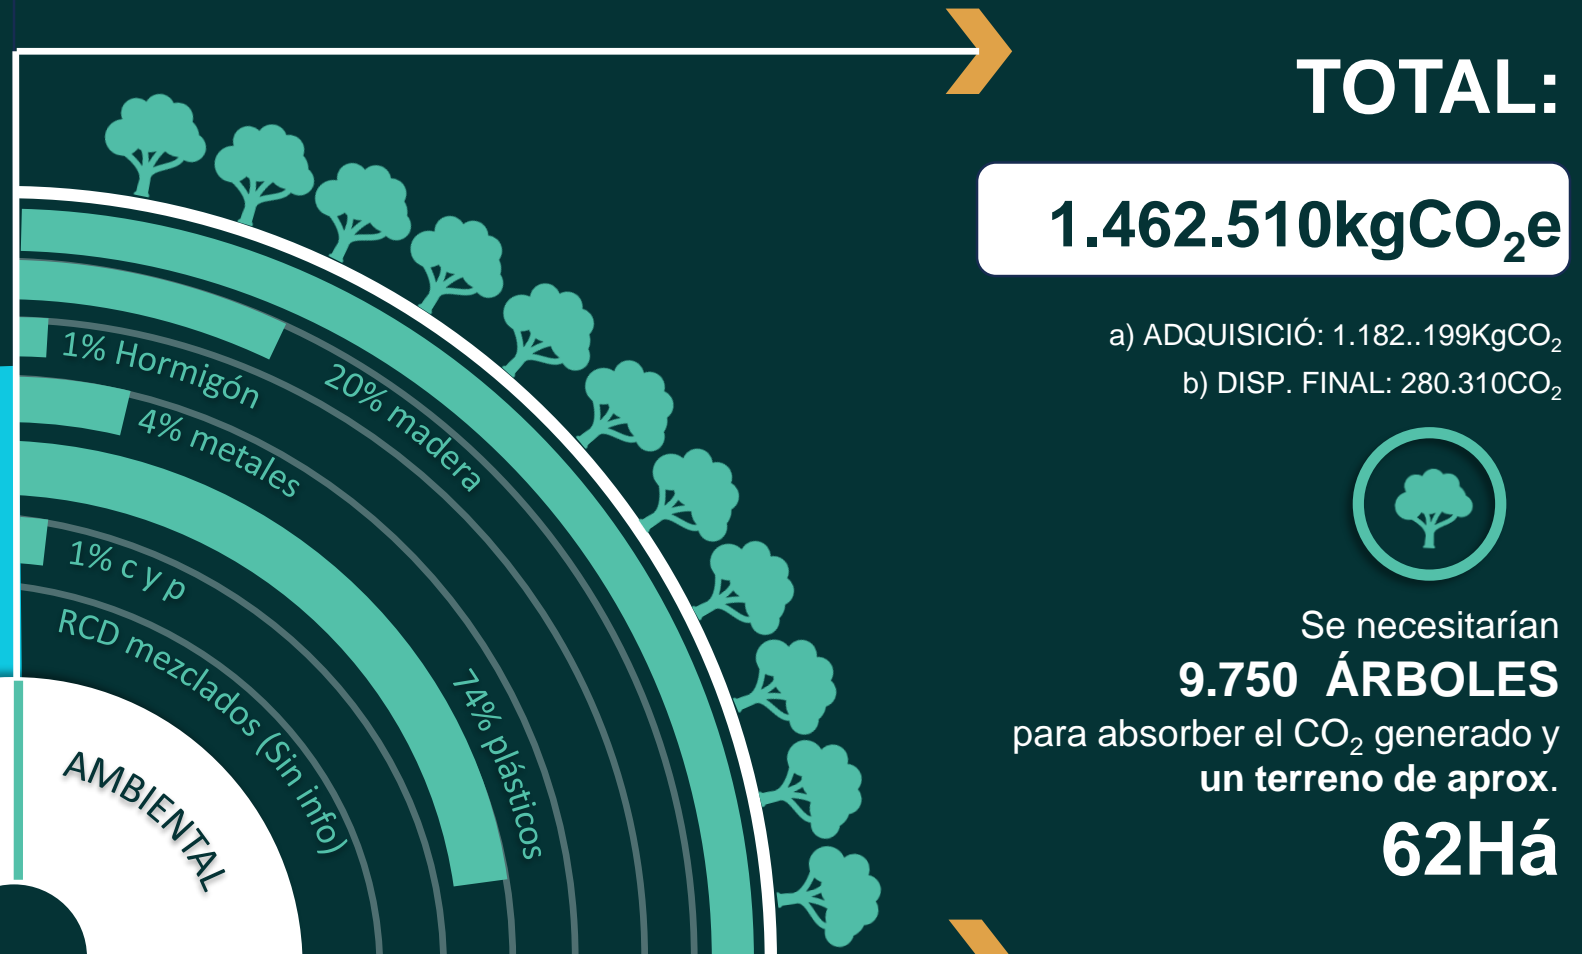 TOTAL:
1.462.510kgCO₂e
a) ADQUISICIÓ: 1.182..199KgCO₂
b) DISP. FINAL: 280.310CO₂
Se necesitarían
9.750 ÁRBOLES
para absorber el CO₂ generado y
un terreno de aprox.
62Há
20% madera
1% Hormigón
4% metales
74% plásticos
1% c y p
RCD mezclados (Sin info)
AMBIENTAL